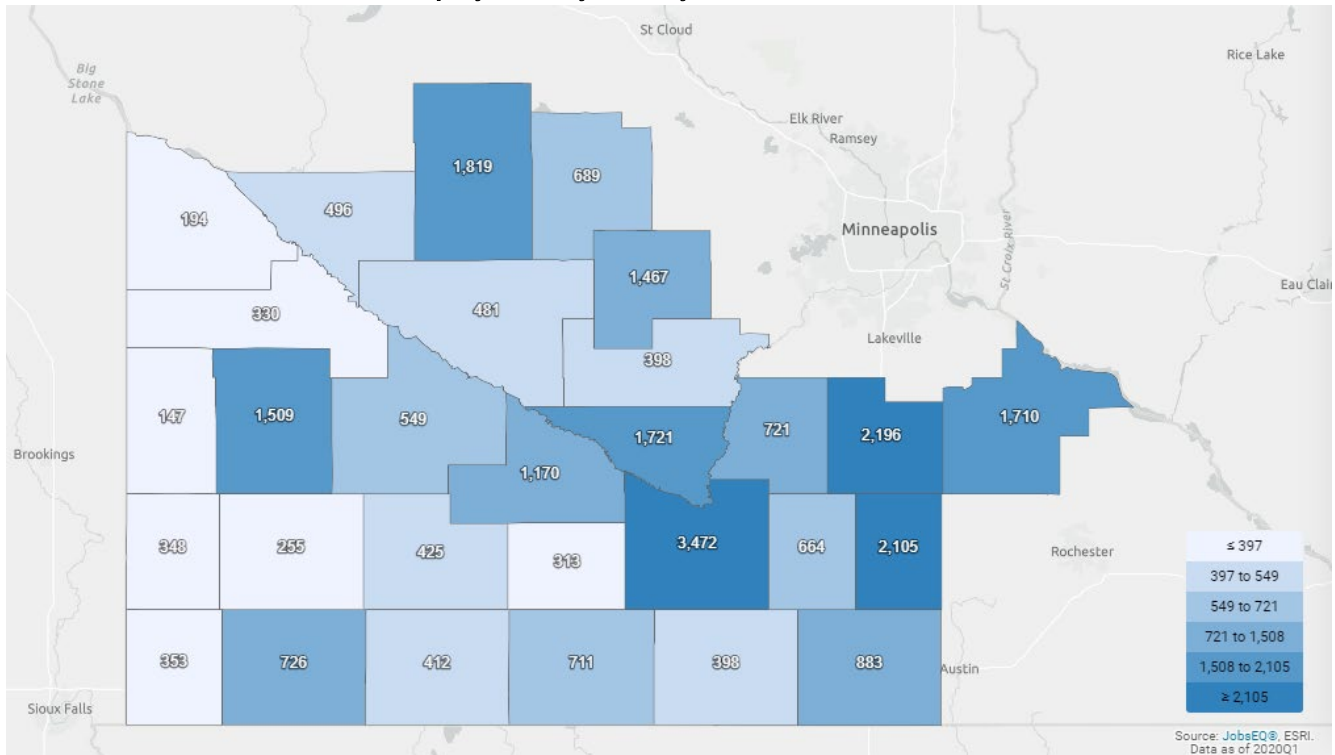 St Cloud
Rice Lake
Big
Stone
Lake
Elk River
Ramsey
1,819
689
496
194
Minneapolis
St Croix River
1,467
Eau Clair
481
330
Lakeville
398
147
1,509
549
1,721
721
2,196
1,710
Brookings
1,170
348
255
425
313
3,472
664
2,105
Rochester
≤ 397
397 to 549
549 to 721
721 to 1,508
1,508 to 2,105
≥ 2,105
353
726
412
711
398
883
Austin
Sioux Falls
Source: JobsEQ®, ESRI.
Data as of 2020Q1